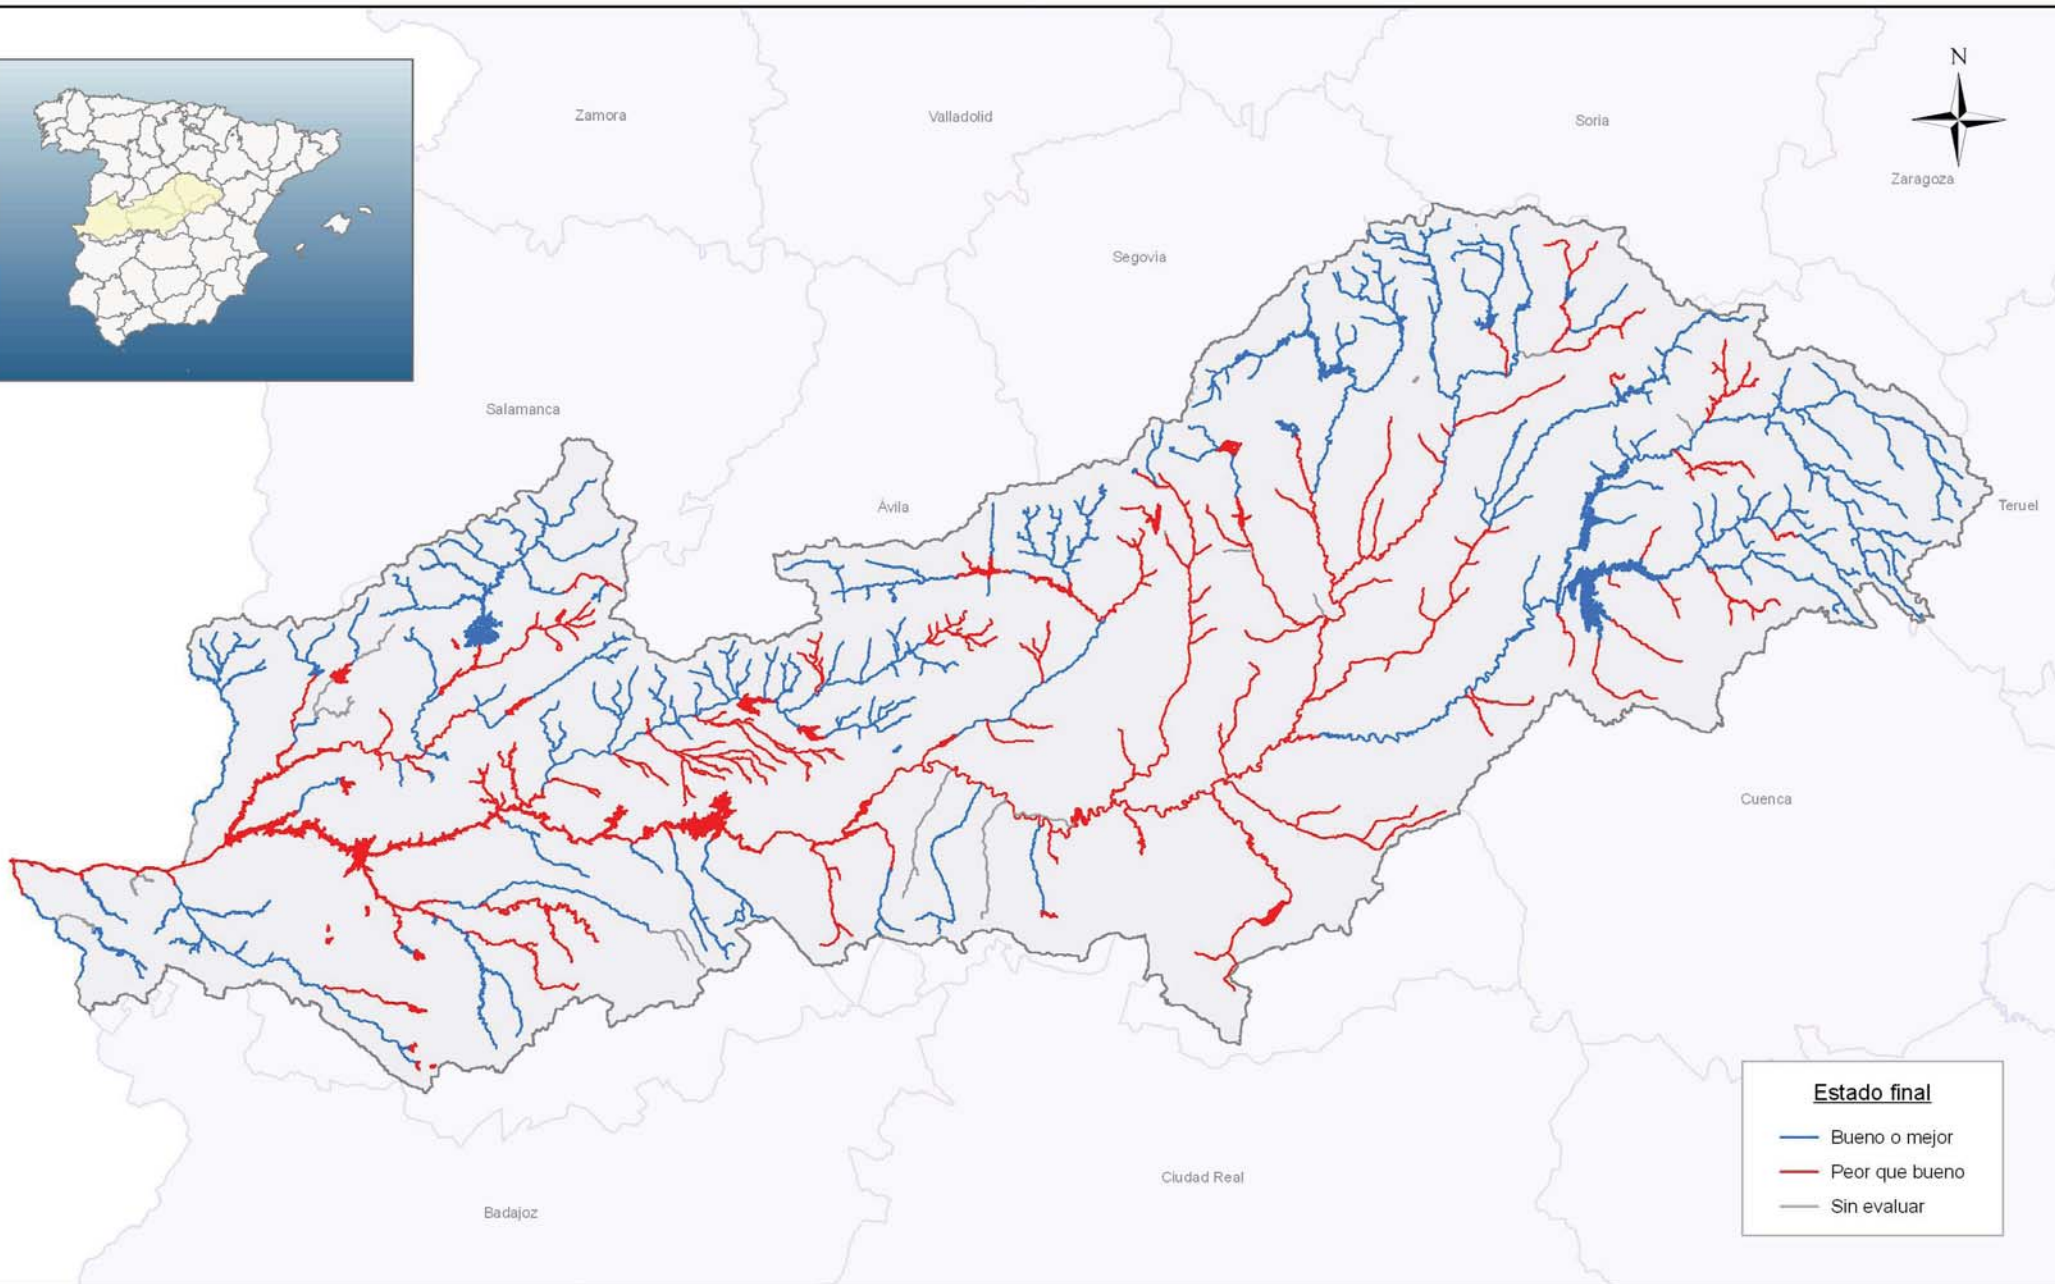 N
Zamora
Valladolid
Soria
Zaragoza
Segovia
Salamanca
Ávila
Teruel
Cuenca
Ciudad Real
Badajoz
Estado final
Bueno o mejor
Peor que bueno
Sin evaluar